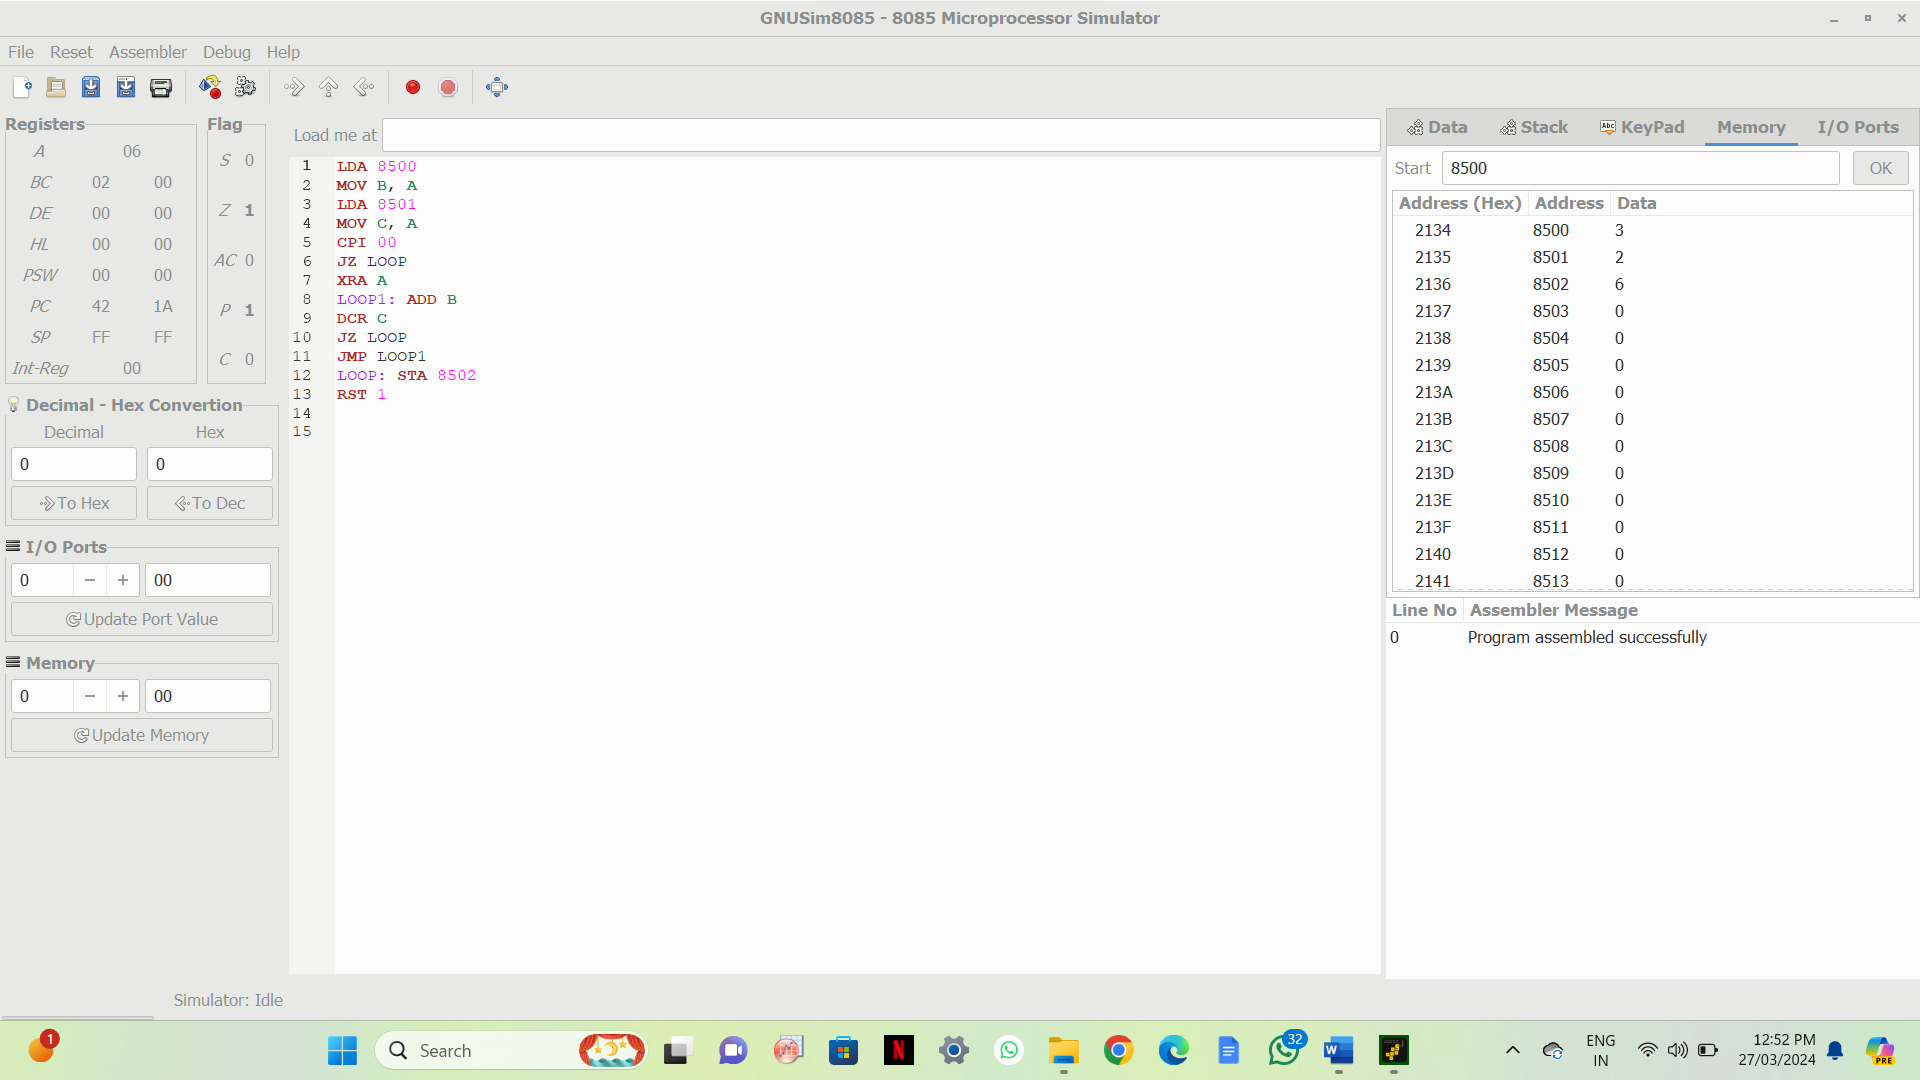 GNUSim8085 - 8085 Microprocessor Simulator
File Reset Assembler Debug Help
Registers
A 06
BC 02 00
DE 00 00
HL 00 00
PSW 00 00
PC 42 1A
SP FF FF
Int-Reg 00
Flag
S 0
Z 1
AC 0
P 1
C 0
Decimal - Hex Convertion
Decimal Hex
0 0
To Hex To Dec
I/O Ports
0 − + 00
Update Port Value
Memory
0 − + 00
Update Memory
Load me at
1 LDA 8500
2 MOV B, A
3 LDA 8501
4 MOV C, A
5 CPI 00
6 JZ LOOP
7 XRA A
8 LOOP1: ADD B
9 DCR C
10 JZ LOOP
11 JMP LOOP1
12 LOOP: STA 8502
13 RST 1
14
15
Data Stack Abc KeyPad Memory I/O Ports
Start 8500 OK
Address (Hex) Address Data
2134 8500 3
2135 8501 2
2136 8502 6
2137 8503 0
2138 8504 0
2139 8505 0
213A 8506 0
213B 8507 0
213C 8508 0
213D 8509 0
213E 8510 0
213F 8511 0
2140 8512 0
2141 8513 0
Line No Assembler Message
0 Program assembled successfully
Simulator: Idle
1 Search N 32 W ENG 12:52 PM
IN 27/03/2024 PRE